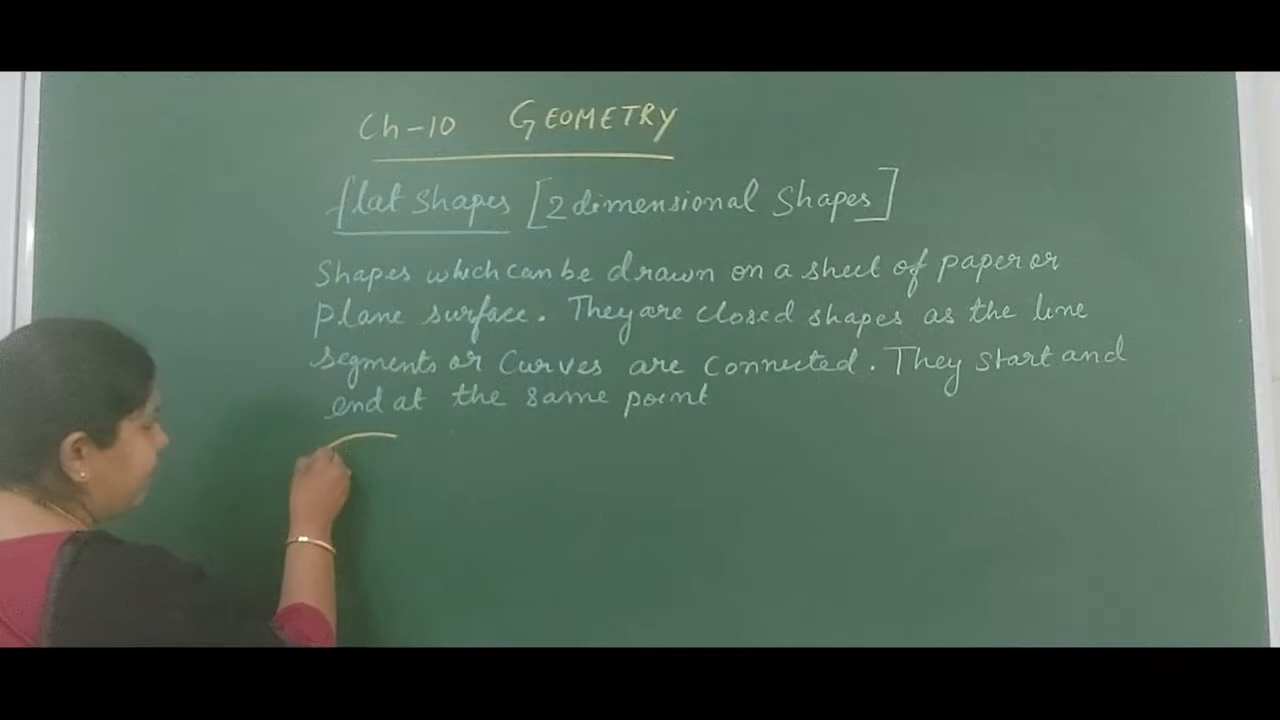 Ch-10 GEOMETRY
flat shapes [2 dimensional Shapes]
Shapes which can be drawn on a sheet of paper or
plane surface. They are closed shapes as the line
segments or curves are connected. They start and
end at the same point